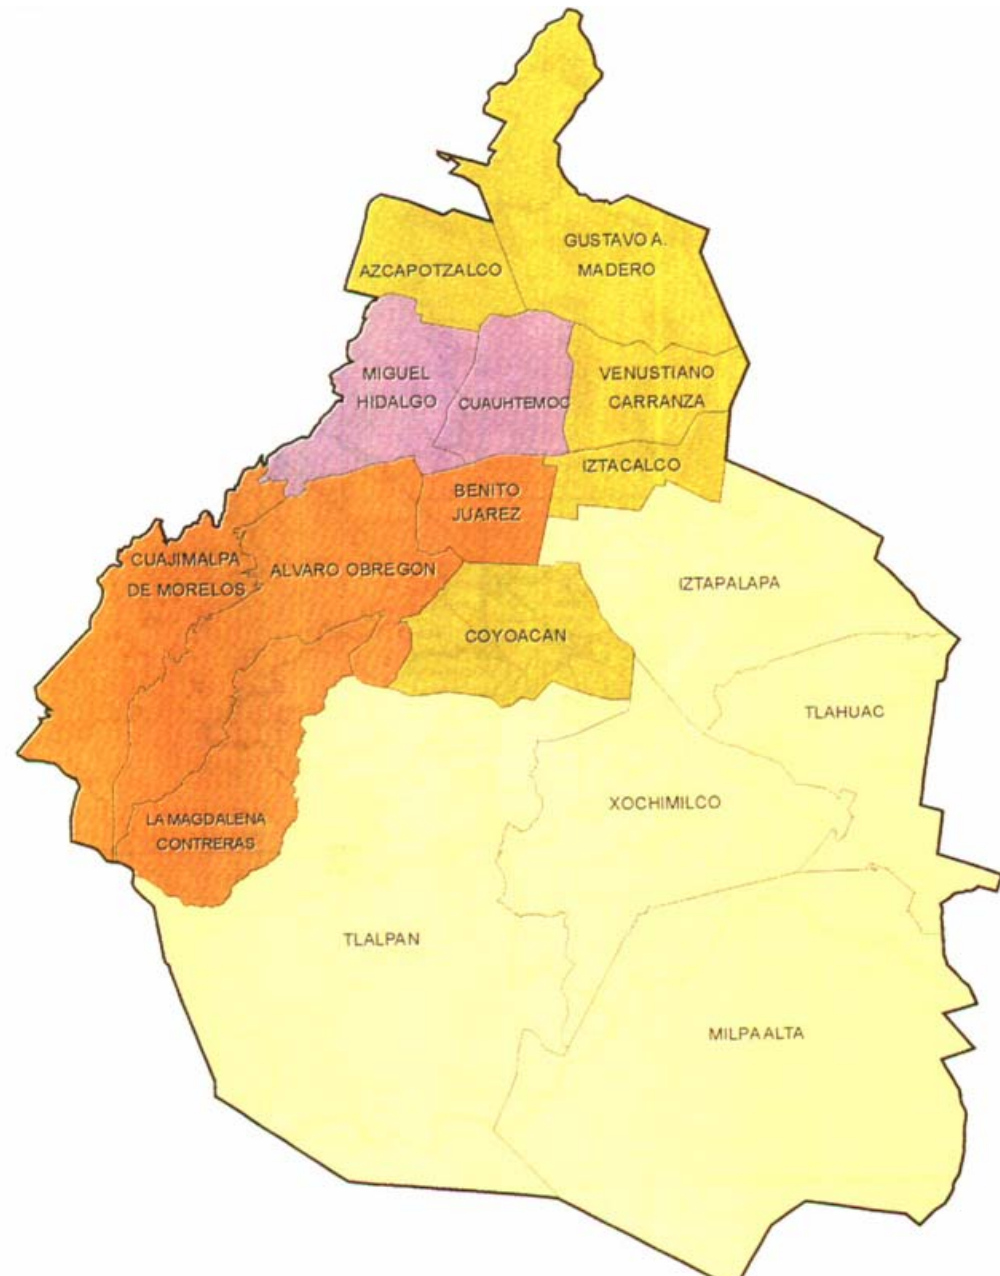 GUSTAVO A.
MADERO
AZCAPOTZALCO
MIGUEL
HIDALGO
CUAUHTEMOC
VENUSTIANO
CARRANZA
IZTACALCO
BENITO
JUAREZ
CUAJIMALPA
DE MORELOS
ALVARO OBREGON
IZTAPALAPA
COYOACAN
TLAHUAC
XOCHIMILCO
LA MAGDALENA
CONTRERAS
TLALPAN
MILPA ALTA